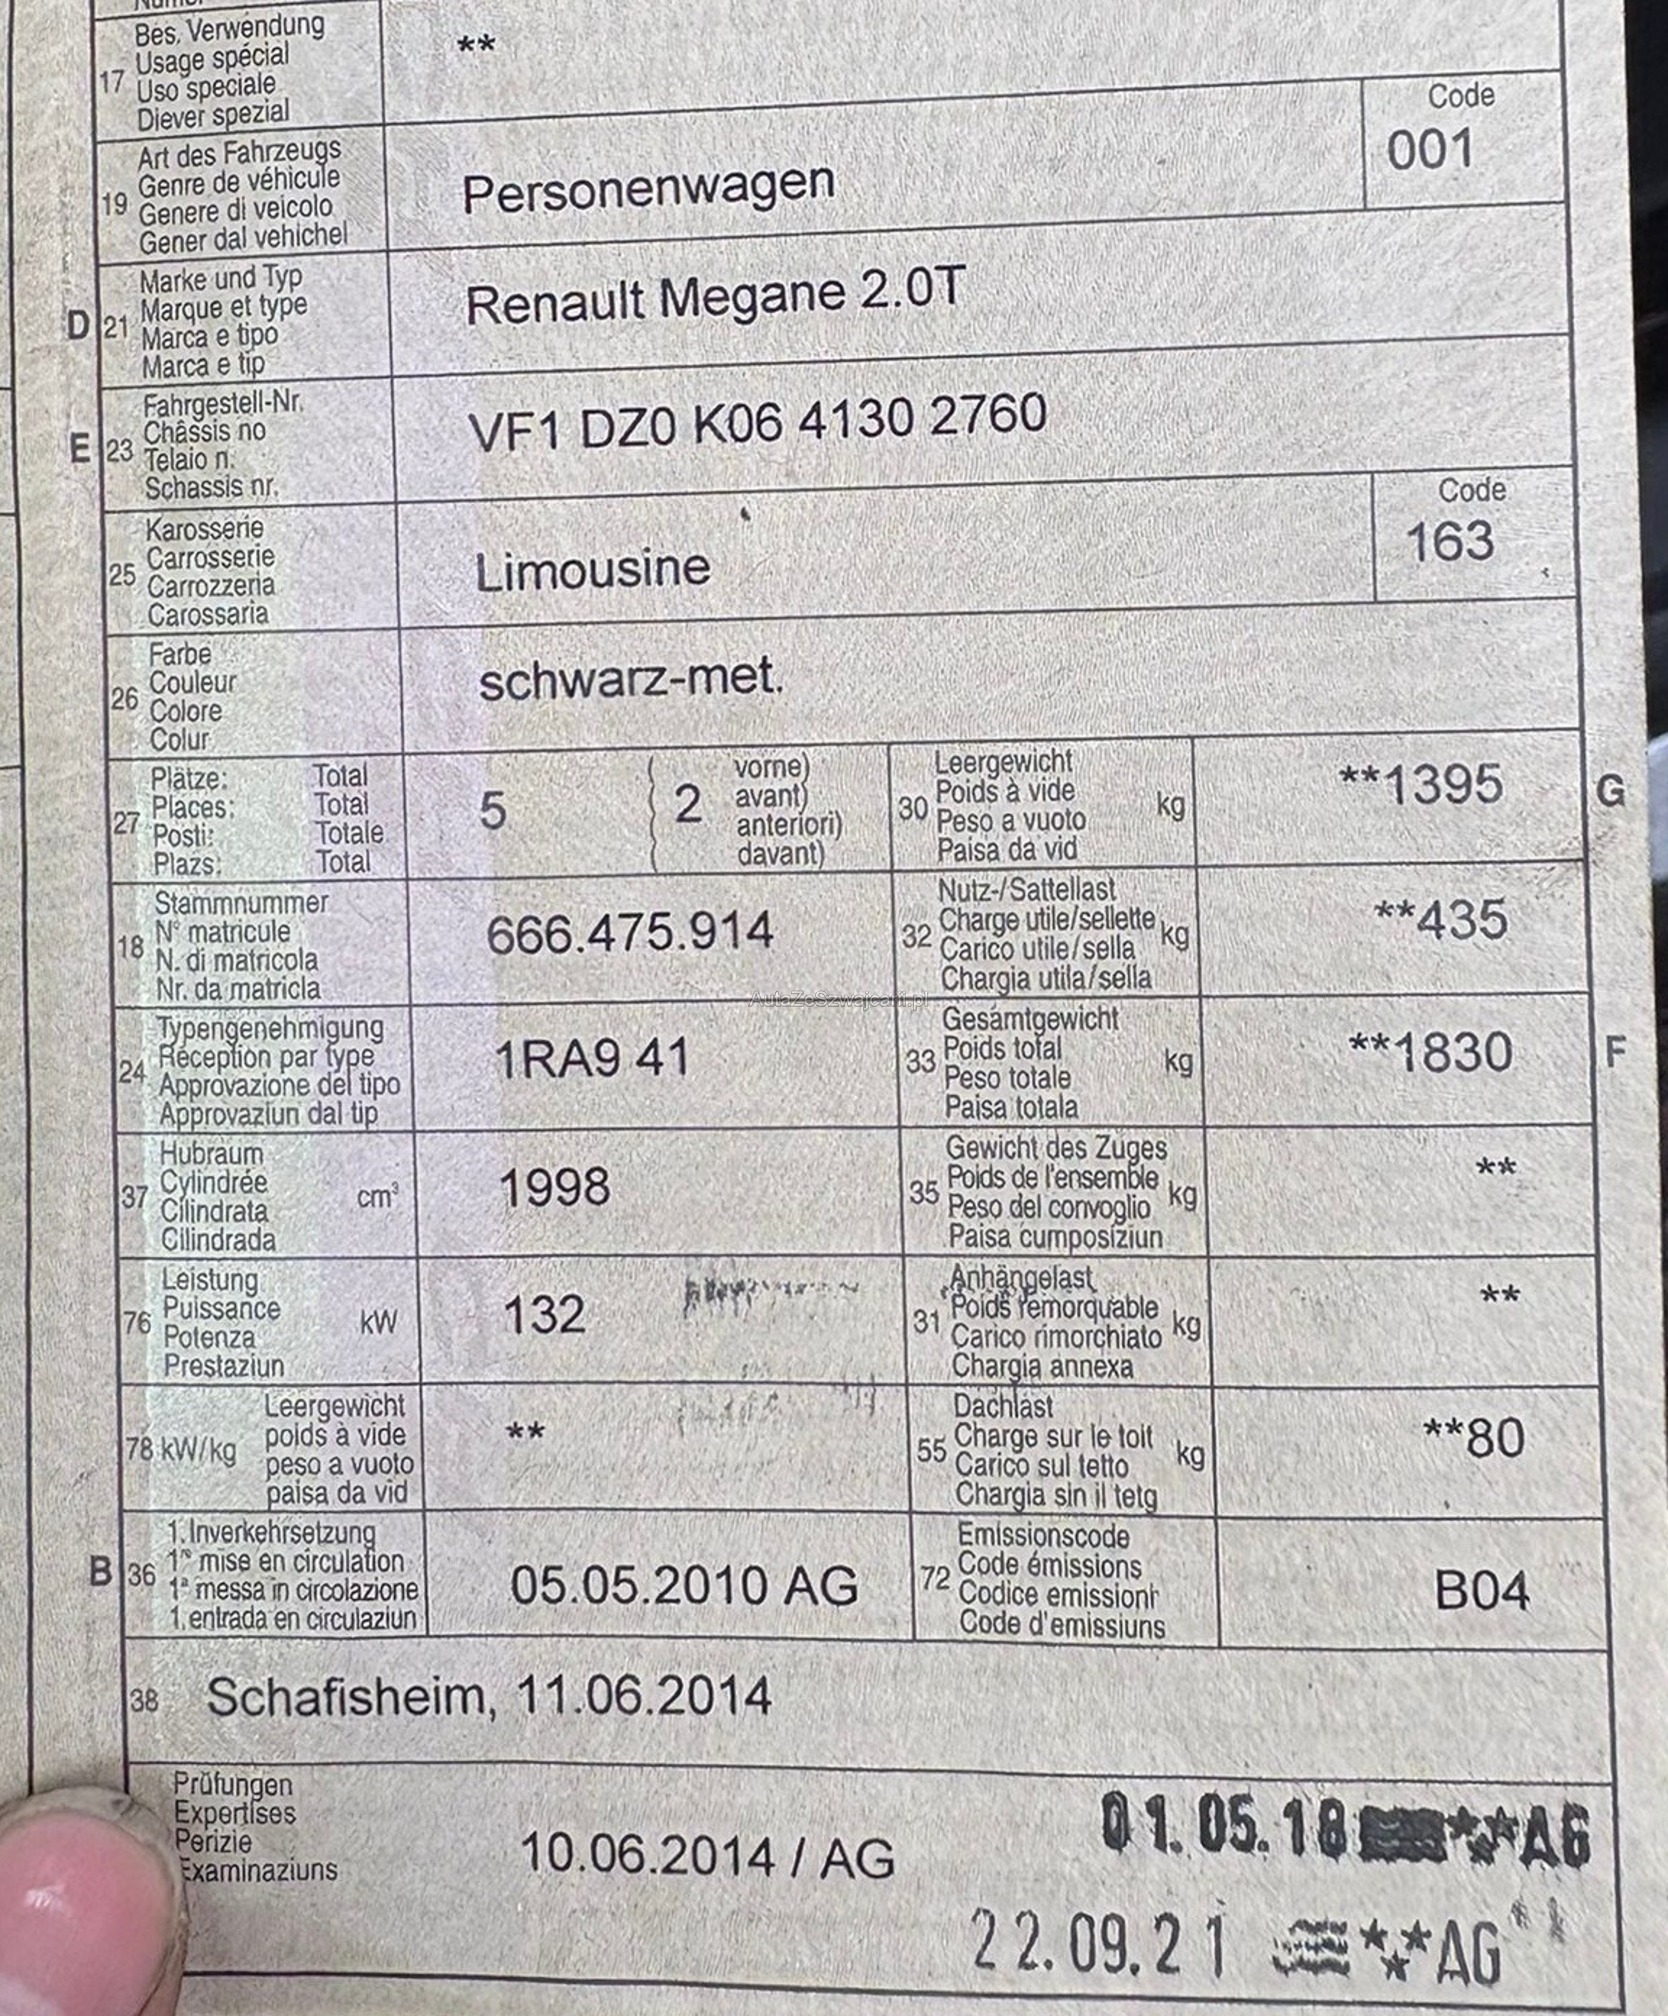 17 Bes. Verwendung
Usage spécial
Uso speciale
Diever spezial
**
19 Art des Fahrzeugs
Genre de véhicule
Genere di veicolo
Gener dal vehichel
Personenwagen
Code
001
D 21 Marke und Typ
Marque et type
Marca e tipo
Marca e tip
Renault Megane 2.0T
E 23 Fahrgestell-Nr.
Châssis no
Telaio n.
Schassis nr.
VF1 DZ0 K06 4130 2760
25 Karosserie
Carrosserie
Carrozzeria
Carossaria
Limousine
Code
163
26 Farbe
Couleur
Colore
Colur
schwarz-met.
27 Plätze: Total
Places: Total
Posti: Totale
Plazs: Total
5 ( 2 vorne)
avant)
anteriori)
davant)
30 Leergewicht
Poids à vide kg
Peso a vuoto
Paisa da vid
**1395 G
18 Stammnummer
N° matricule
N. di matricola
Nr. da matricla
666.475.914
32 Nutz-/Sattellast
Charge utile/sellette kg
Carico utile/sella
Chargia utila/sella
**435
AutaZeSzwajcarii.pl
24 Typengenehmigung
Réception par type
Approvazione del tipo
Approvaziun dal tip
1RA9 41
33 Gesamtgewicht
Poids total kg
Peso totale
Paisa totala
**1830 F
37 Hubraum
Cylindrée cm³
Cilindrata
Cilindrada
1998
35 Gewicht des Zuges
Poids de l'ensemble kg
Peso del convoglio
Paisa cumposiziun
**
76 Leistung
Puissance kW
Potenza
Prestaziun
132
31 Anhängelast
Poids remorquable kg
Carico rimorchiato
Chargia annexa
**
78 kW/kg Leergewicht
poids à vide
peso a vuoto
paisa da vid
**
55 Dachlast
Charge sur le toit kg
Carico sul tetto
Chargia sin il tetg
**80
B 36 1. Inverkehrsetzung
1re mise en circulation
1a messa in circolazione
1. entrada en circulaziun
05.05.2010 AG
72 Emissionscode
Code émissions
Codice emissioni
Code d'emissiuns
B04
38 Schafisheim, 11.06.2014
Prüfungen
Expertises
Perizie
Examinaziuns
10.06.2014 / AG
01.05.18 ***AG
22.09.21 ***AG